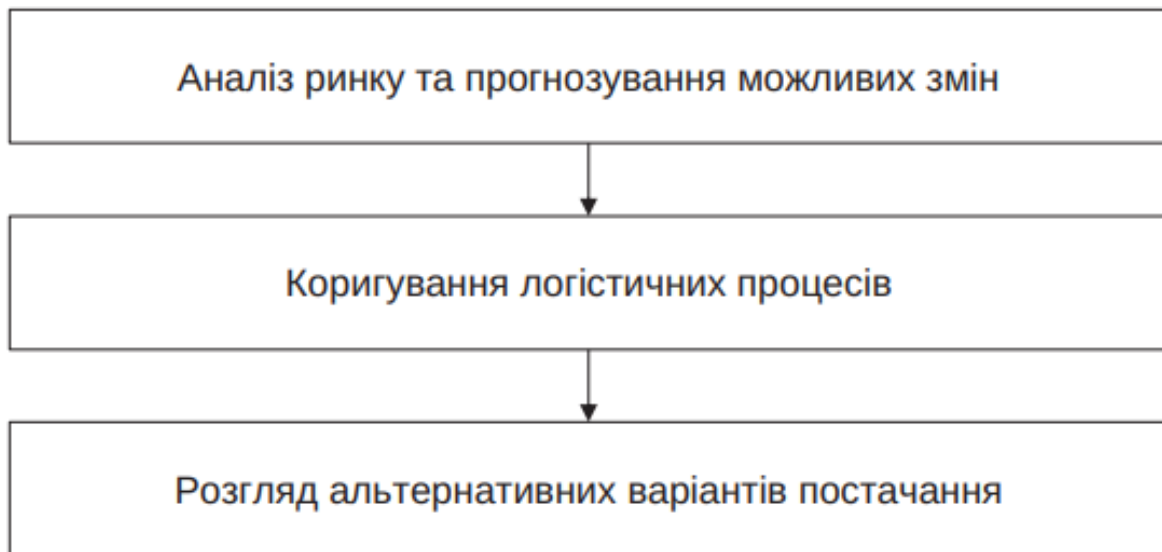 Аналіз ринку та прогнозування можливих змін
Коригування логістичних процесів
Розгляд альтернативних варіантів постачання